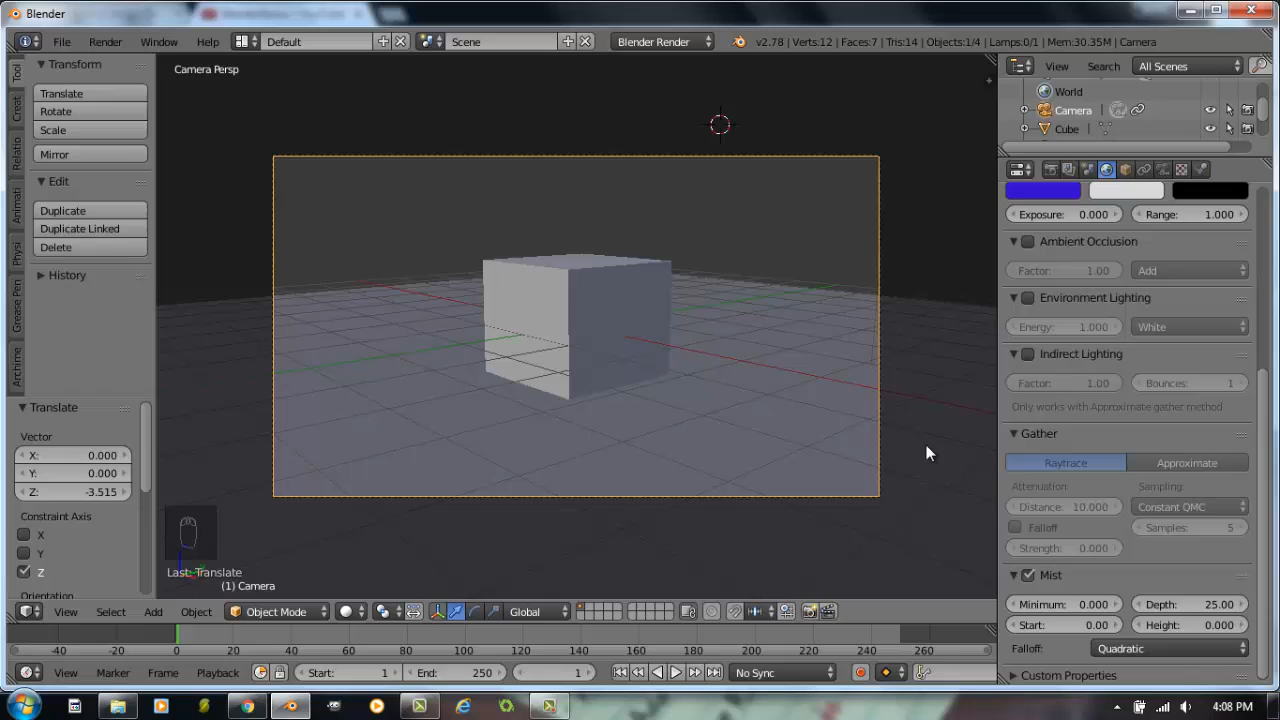 Blender
File Render Window Help Default Scene Blender Render v2.78 | Verts:12 | Faces:7 | Tris:14 | Objects:1/4 | Lamps:0/1 | Mem:30.35M | Camera
Transform
Translate
Rotate
Scale
Mirror
Edit
Duplicate
Duplicate Linked
Delete
History
Tool
Creat
Relatio
Animati
Physi
Grease Pen
Archime
Translate
Vector
X: 0.000
Y: 0.000
Z: -3.515
Constraint Axis
X
Y
Z
Orientation
Camera Persp
Last: Translate
(1) Camera
View Search All Scenes
World
Camera
Cube
Exposure: 0.000 Range: 1.000
Ambient Occlusion
Factor: 1.00 Add
Environment Lighting
Energy: 1.000 White
Indirect Lighting
Factor: 1.00 Bounces: 1
Only works with Approximate gather method
Gather
Raytrace Approximate
Attenuation: Sampling:
Distance: 10.000 Constant QMC
Falloff Samples: 5
Strength: 0.000
Mist
Minimum: 0.000 Depth: 25.00
Start: 0.00 Height: 0.000
Falloff: Quadratic
Custom Properties
View Select Add Object Object Mode Global
-40 -20 0 20 40 60 80 100 120 140 160 180 200 220 240 260
View Marker Frame Playback Start: 1 End: 250 1 No Sync
4:08 PM